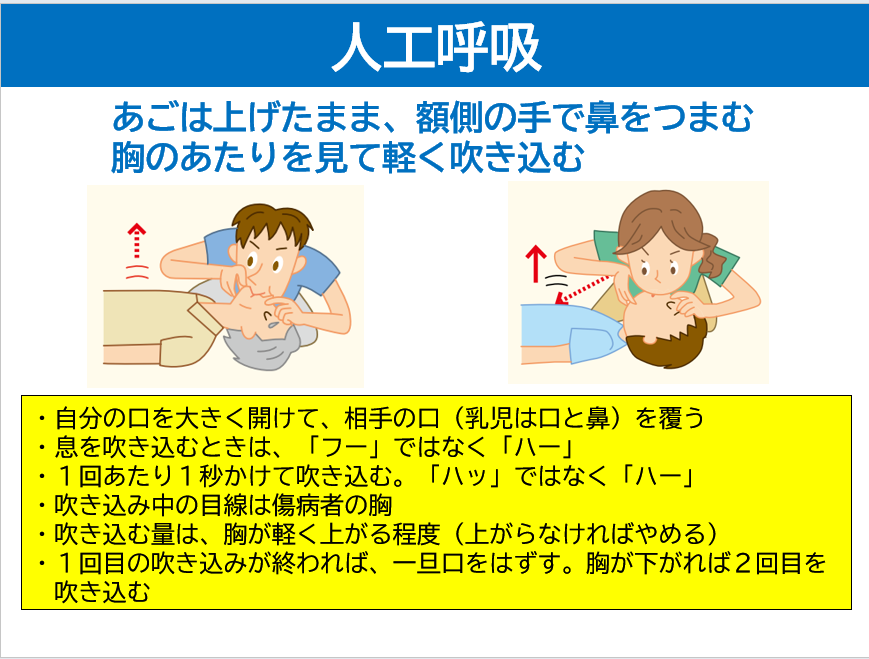 人工呼吸
あごは上げたまま、額側の手で鼻をつまむ
胸のあたりを見て軽く吹き込む
・自分の口を大きく開けて、相手の口（乳児は口と鼻）を覆う
・息を吹き込むときは、「フー」ではなく「ハー」
・１回あたり１秒かけて吹き込む。「ハッ」ではなく「ハー」
・吹き込み中の目線は傷病者の胸
・吹き込む量は、胸が軽く上がる程度（上がらなければやめる）
・１回目の吹き込みが終われば、一旦口をはずす。胸が下がれば２回目を
吹き込む